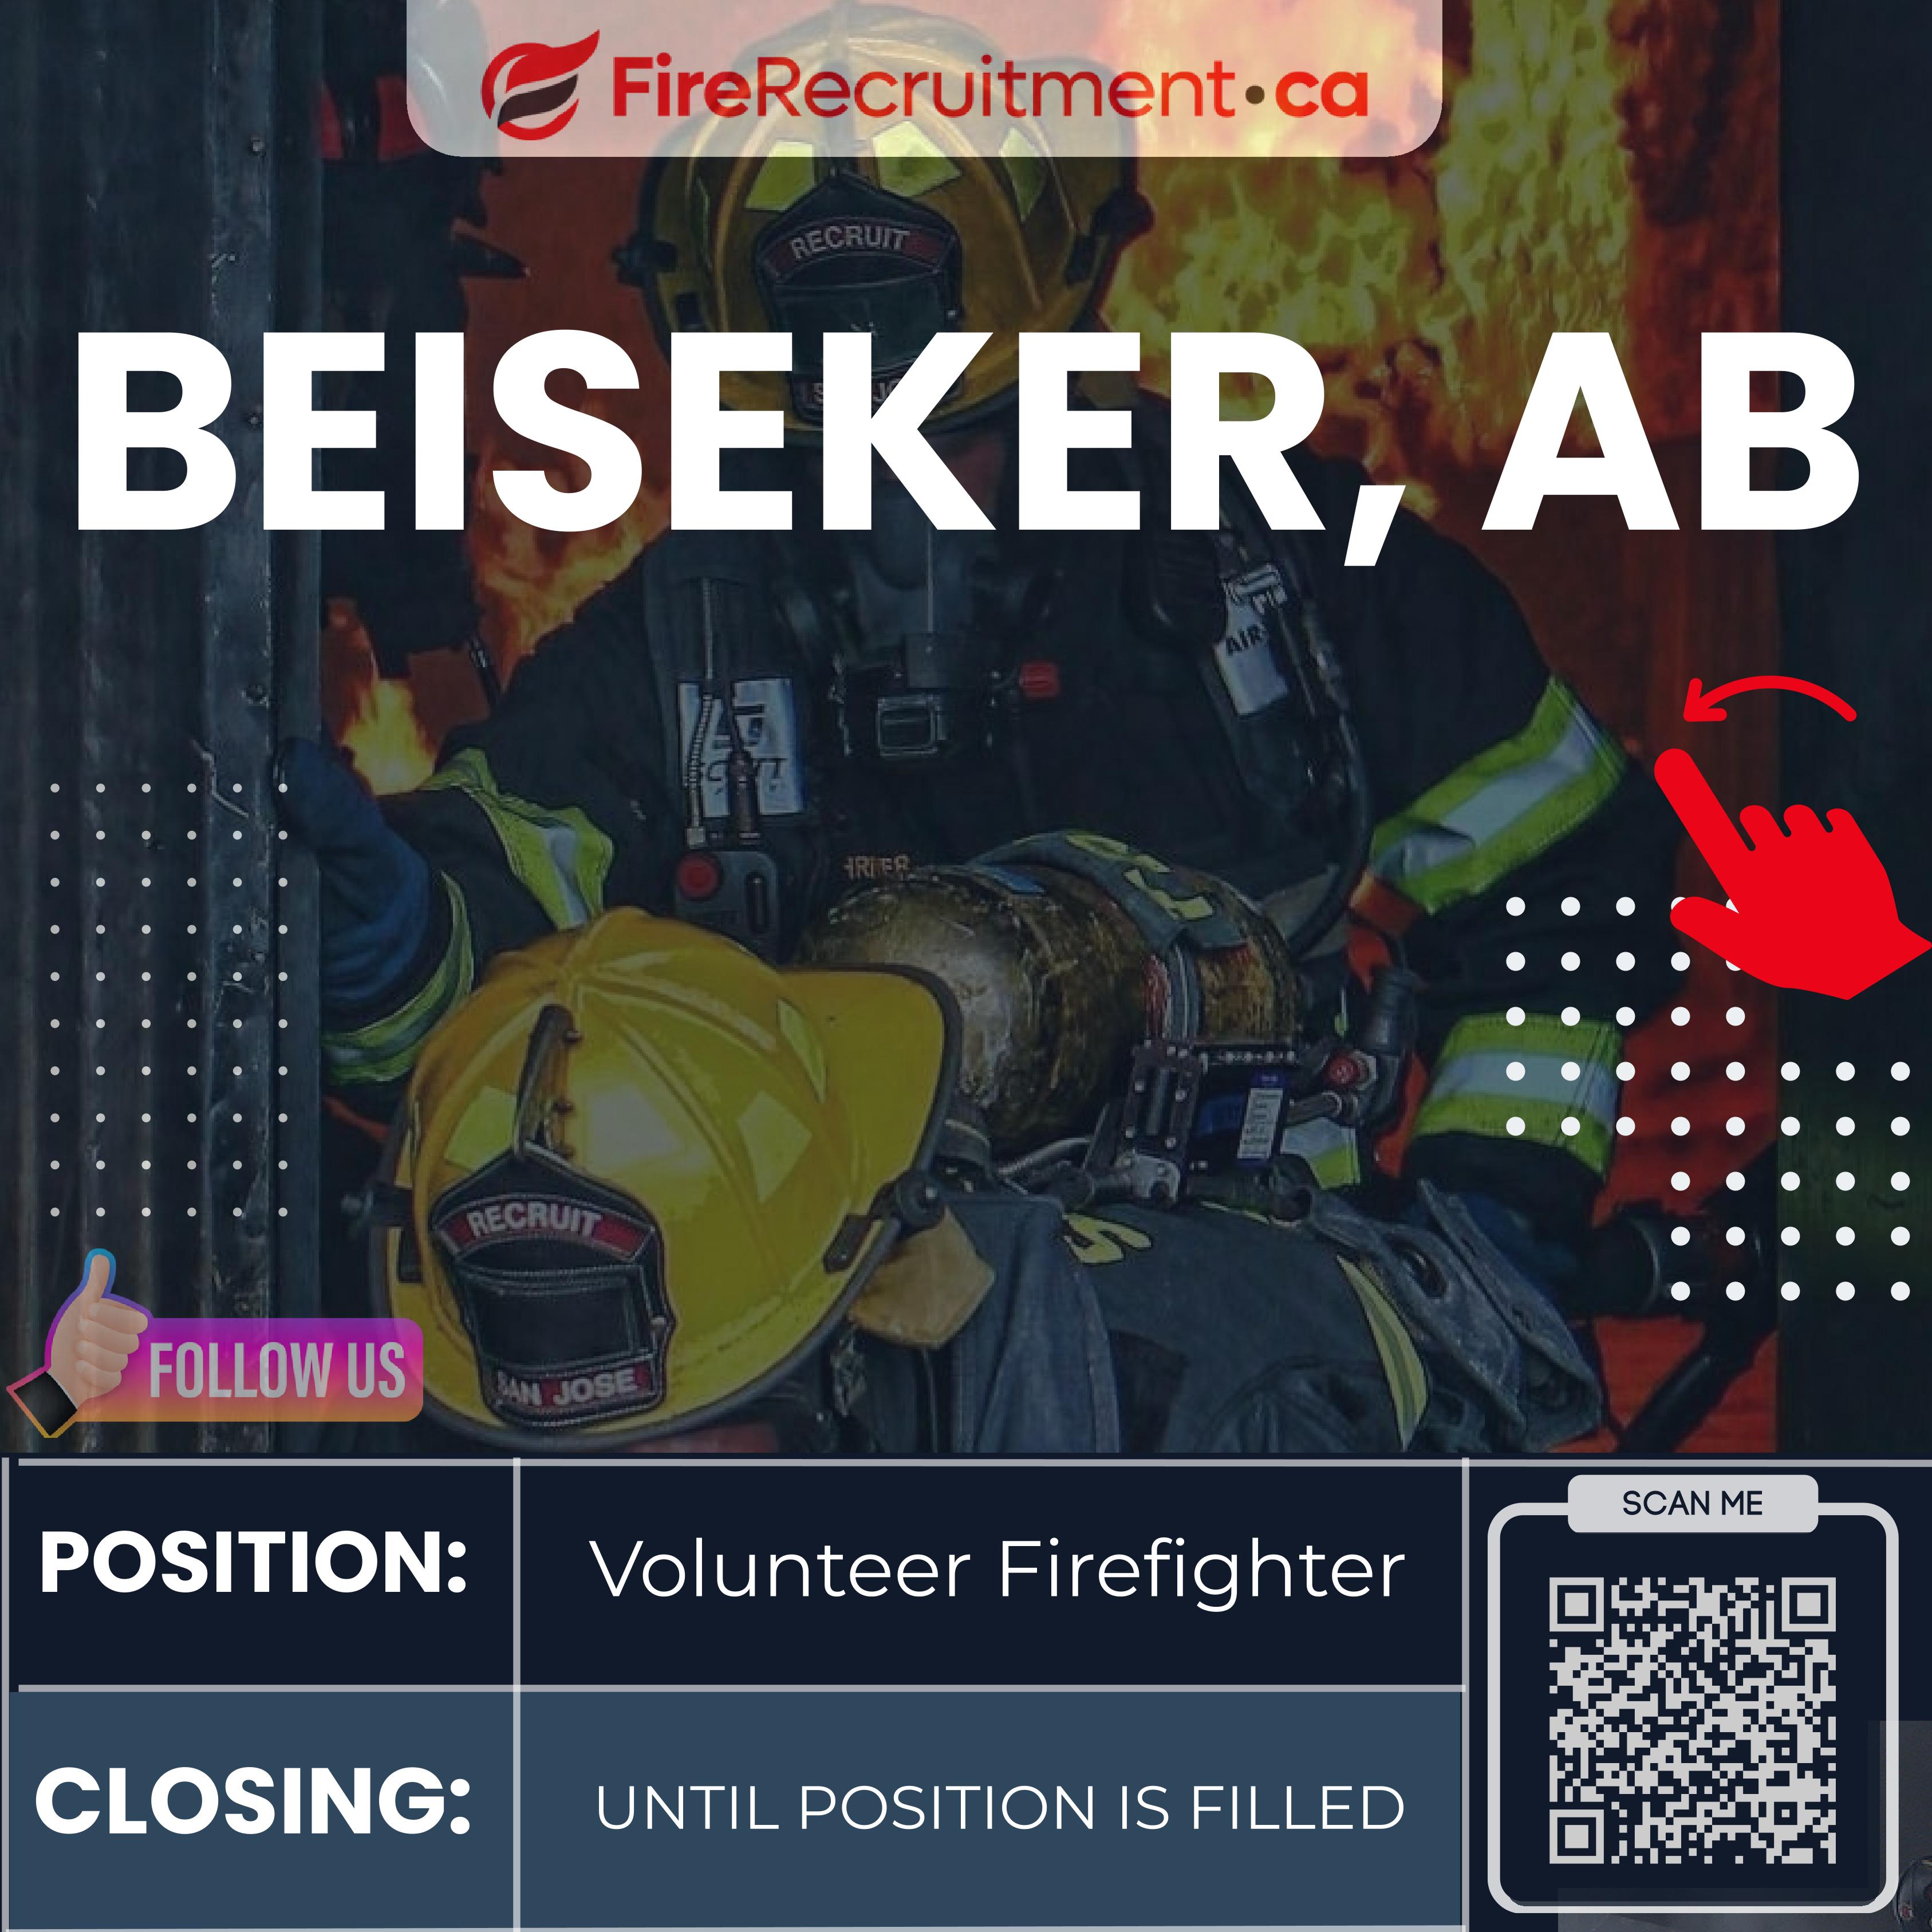 FireRecruitment.ca
RECRUIT
BEISEKER, AB
AIR
RECRUIT
SAN JOSE
FOLLOW US
POSITION:
Volunteer Firefighter
SCAN ME
CLOSING:
UNTIL POSITION IS FILLED